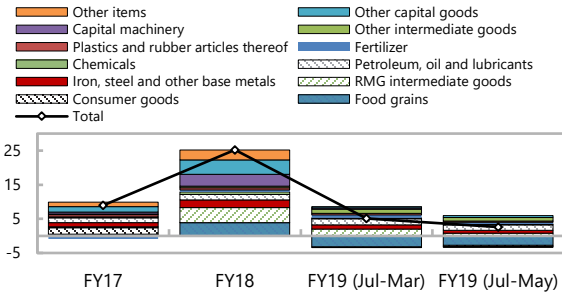 Other items
Other capital goods
Capital machinery
Other intermediate goods
Plastics and rubber articles thereof
Fertilizer
Chemicals
Petroleum, oil and lubricants
Iron, steel and other base metals
RMG intermediate goods
Consumer goods
Food grains
Total
25
15
5
-5
FY17 FY18 FY19 (Jul-Mar) FY19 (Jul-May)